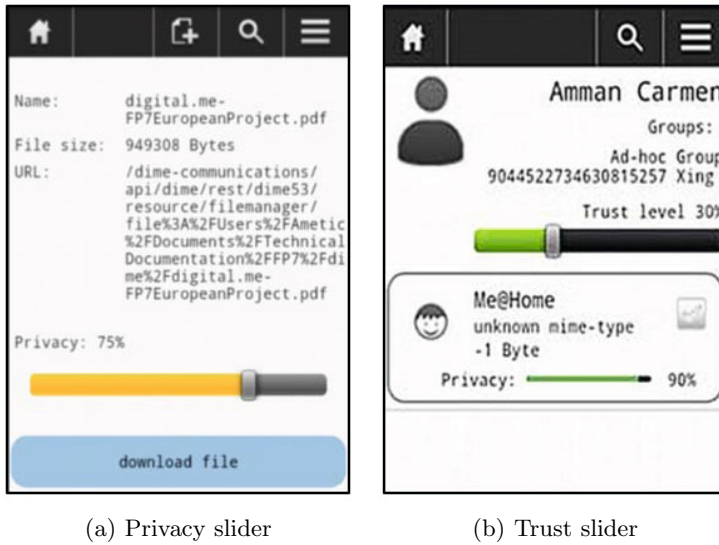 Name: digital.me-
FP7EuropeanProject.pdf
File size: 949308 Bytes
URL: /dime-communications/
api/dime/rest/dime53/
resource/filemanager/
file%3A%2FUsers%2FAmetic
%2FDocuments%2FTechnical
Documentation%2FFP7%2Fdi
me%2Fdigital.me-
FP7EuropeanProject.pdf
Privacy: 75%
download file
(a) Privacy slider
Amman Carmen
Groups:
Ad-hoc Group
9044522734630815257 Xing
Trust level 30%
Me@Home
unknown mime-type
-1 Byte
Privacy: 90%
(b) Trust slider